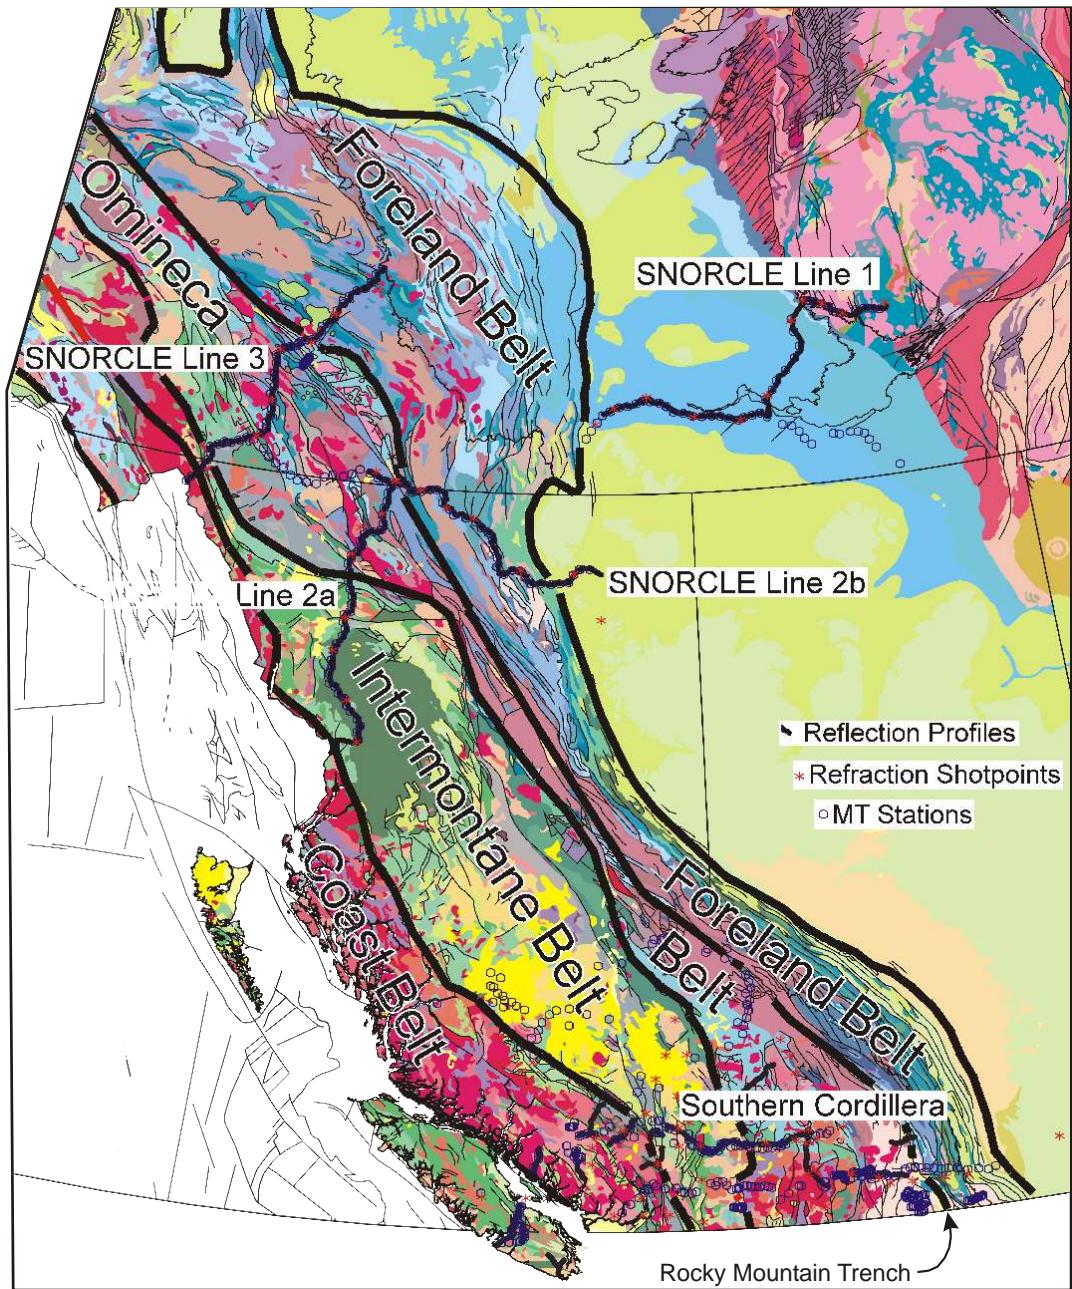 Foreland Belt
Omineca
SNORCLE Line 1
SNORCLE Line 3
SNORCLE Line 2b
Line 2a
Intermontane Belt
Reflection Profiles
Refraction Shotpoints
MT Stations
Coast Belt
Belt
Foreland Belt
Southern Cordillera
Rocky Mountain Trench